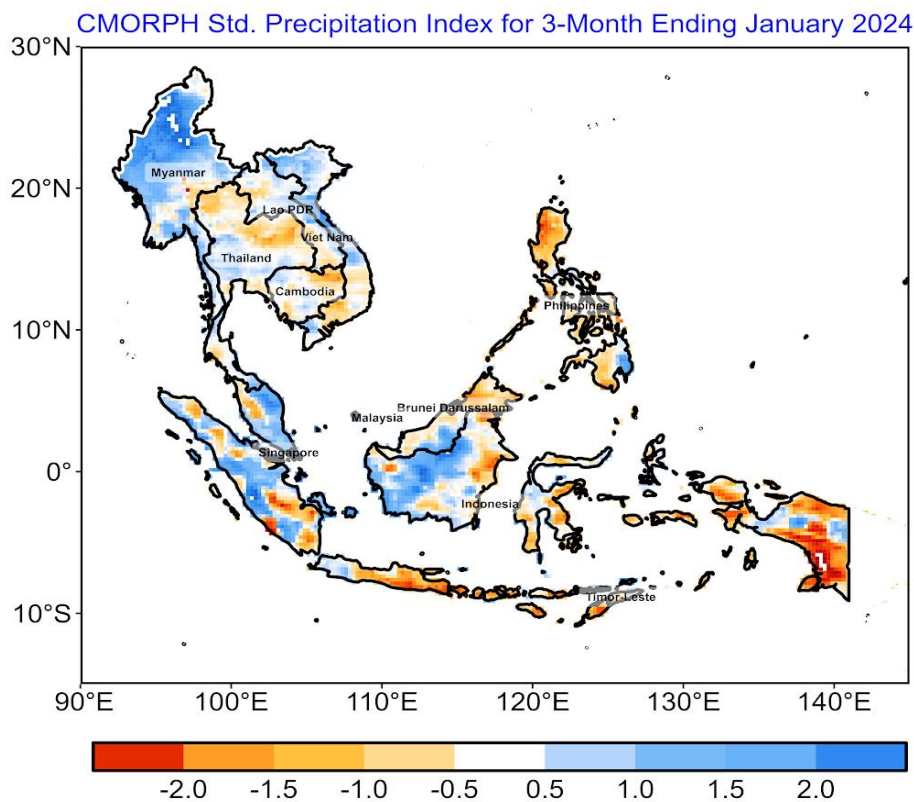 CMORPH Std. Precipitation Index for 3-Month Ending January 2024
30°N
20°N
10°N
0°
10°S
Myanmar
Lao PDR
Viet Nam
Thailand
Cambodia
Philippines
Brunei Darussalam
Malaysia
Singapore
Indonesia
Timor-Leste
90°E 100°E 110°E 120°E 130°E 140°E
-2.0 -1.5 -1.0 -0.5 0.5 1.0 1.5 2.0